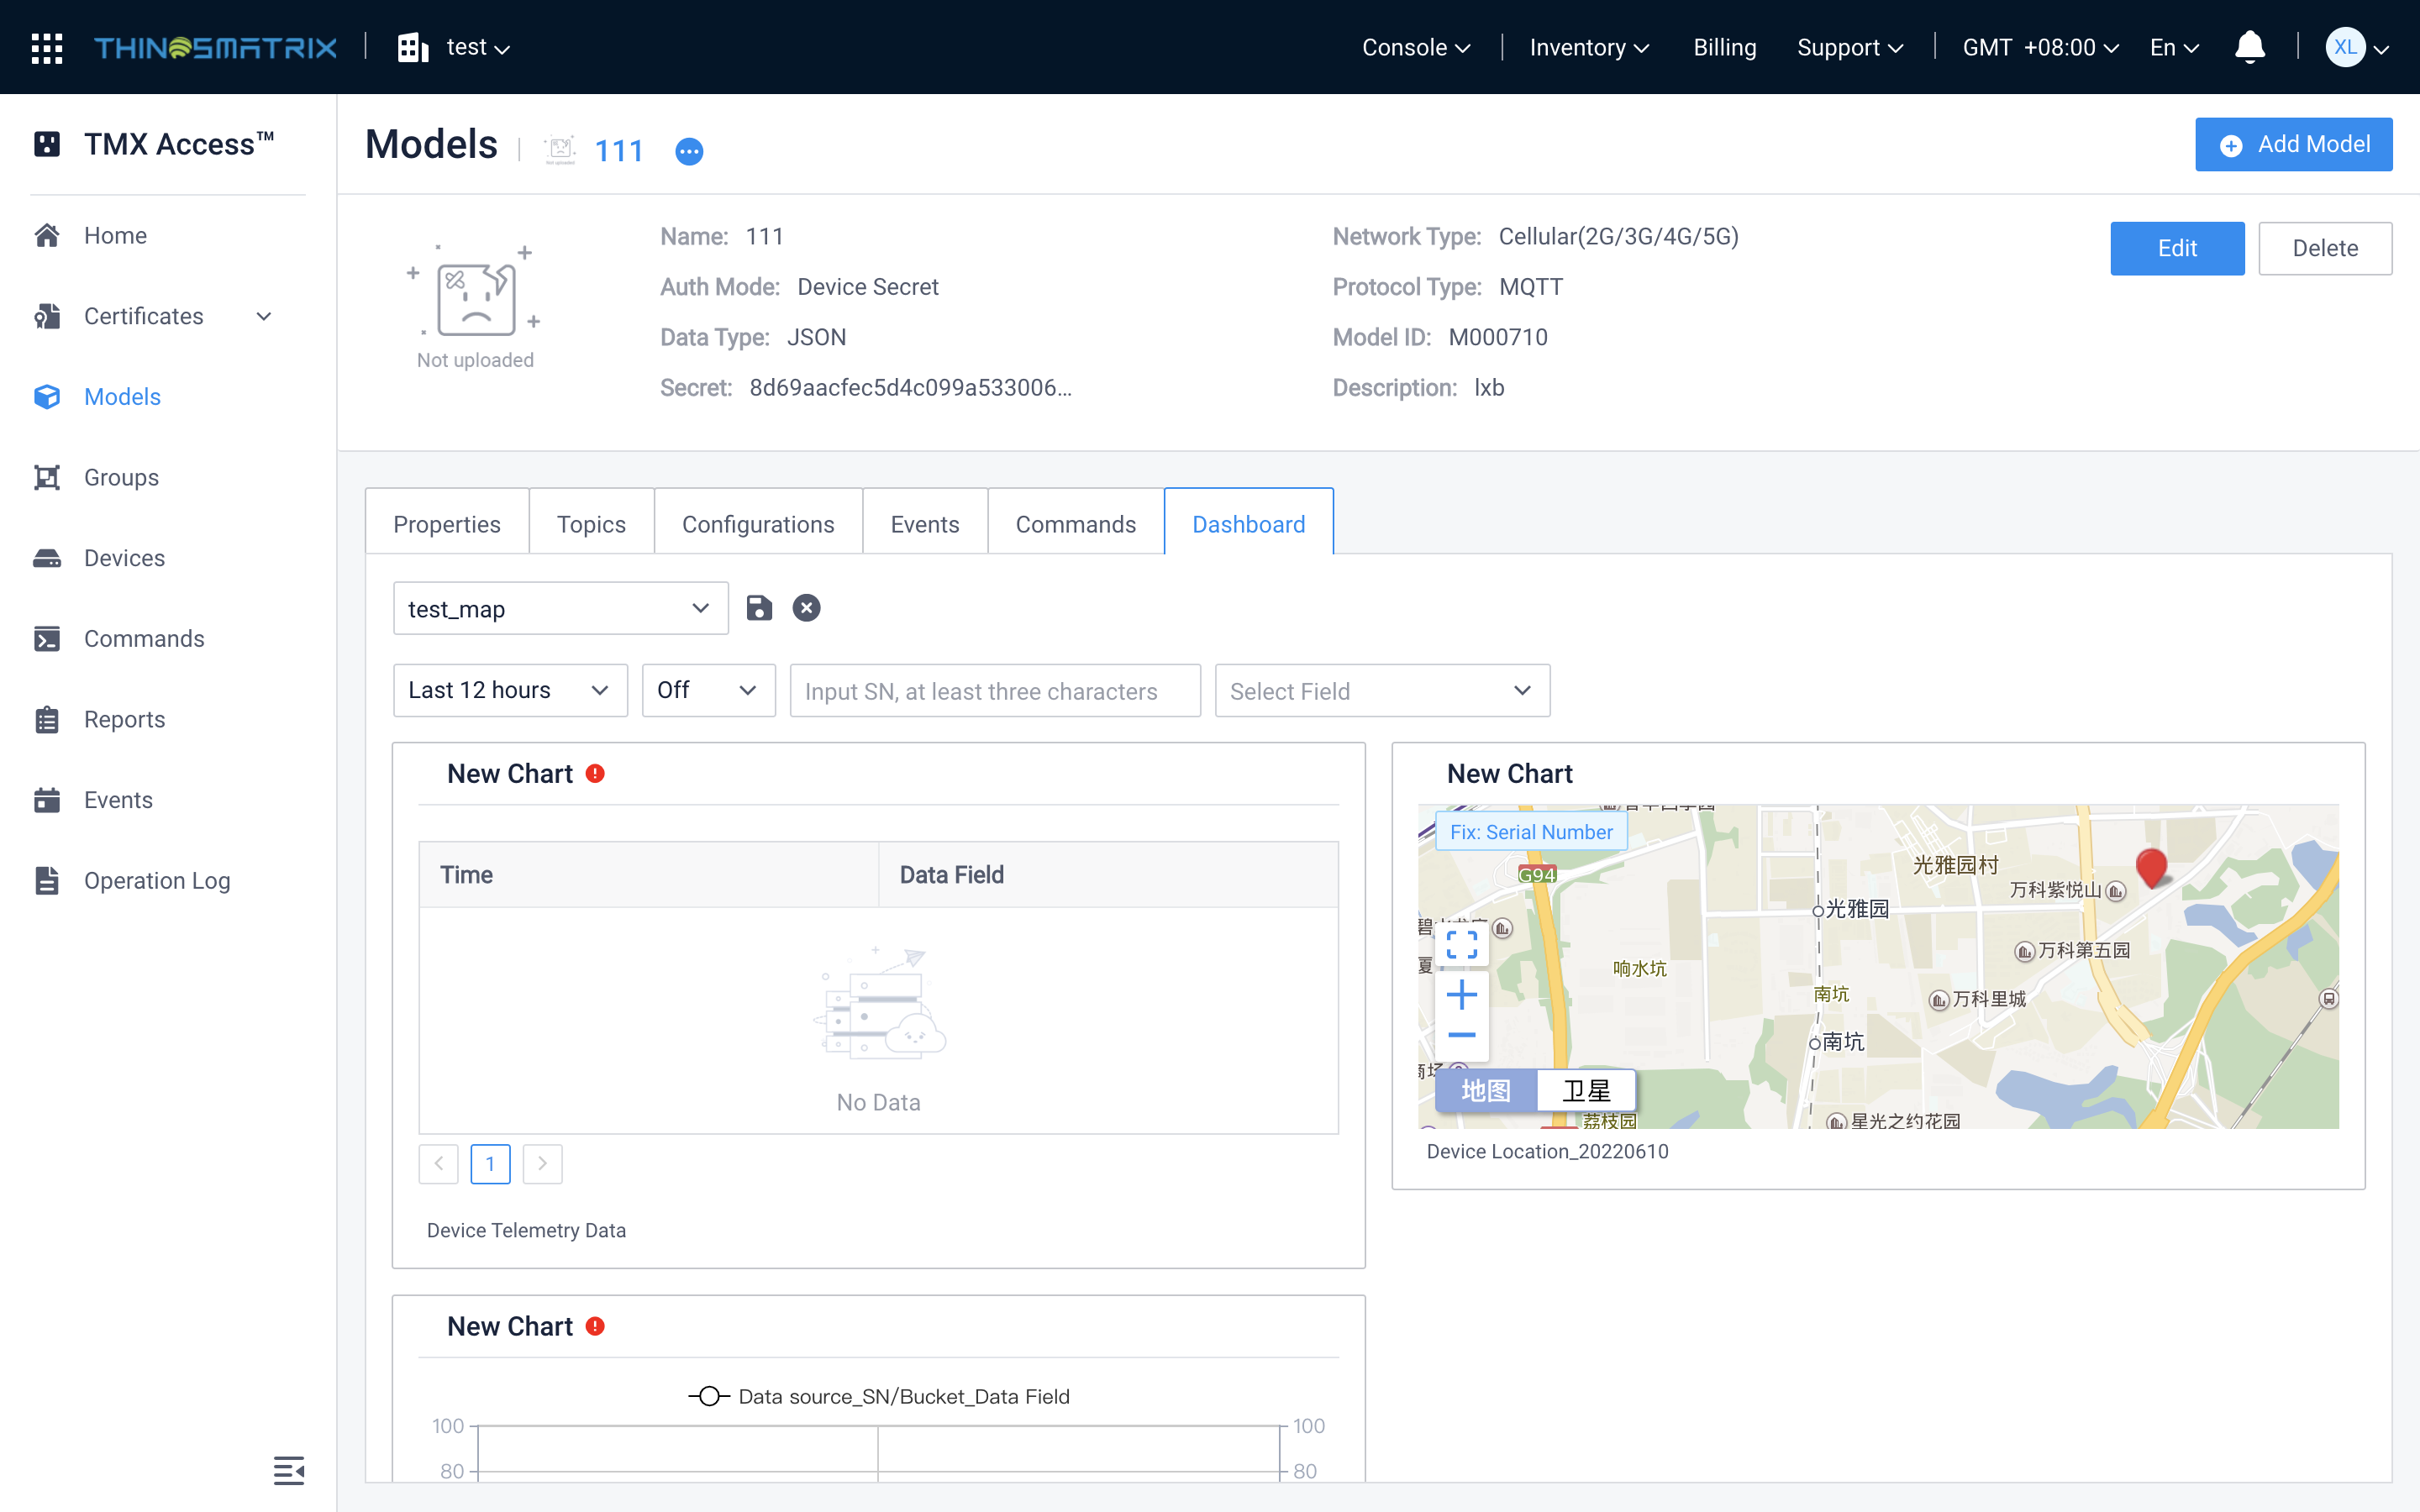 THINGSMATRIX
test
Console
Inventory
Billing
Support
GMT +08:00
En
XL
TMX Access™
Home
Certificates
Models
Groups
Devices
Commands
Reports
Events
Operation Log
Models
Not uploaded
111
Add Model
Not uploaded
Name: 111
Auth Mode: Device Secret
Data Type: JSON
Secret: 8d69aacfec5d4c099a533006...
Network Type: Cellular(2G/3G/4G/5G)
Protocol Type: MQTT
Model ID: M000710
Description: lxb
Edit
Delete
Properties
Topics
Configurations
Events
Commands
Dashboard
test_map
Last 12 hours
Off
Input SN, at least three characters
Select Field
New Chart
Time
Data Field
No Data
1
Device Telemetry Data
New Chart
Fix: Serial Number
G94
光雅园村
万科紫悦山
光雅园
万科第五园
响水坑
南坑
万科里城
南坑
地图
卫星
荔枝园
星光之约花园
Device Location_20220610
New Chart
Data source_SN/Bucket_Data Field
100
100
80
80